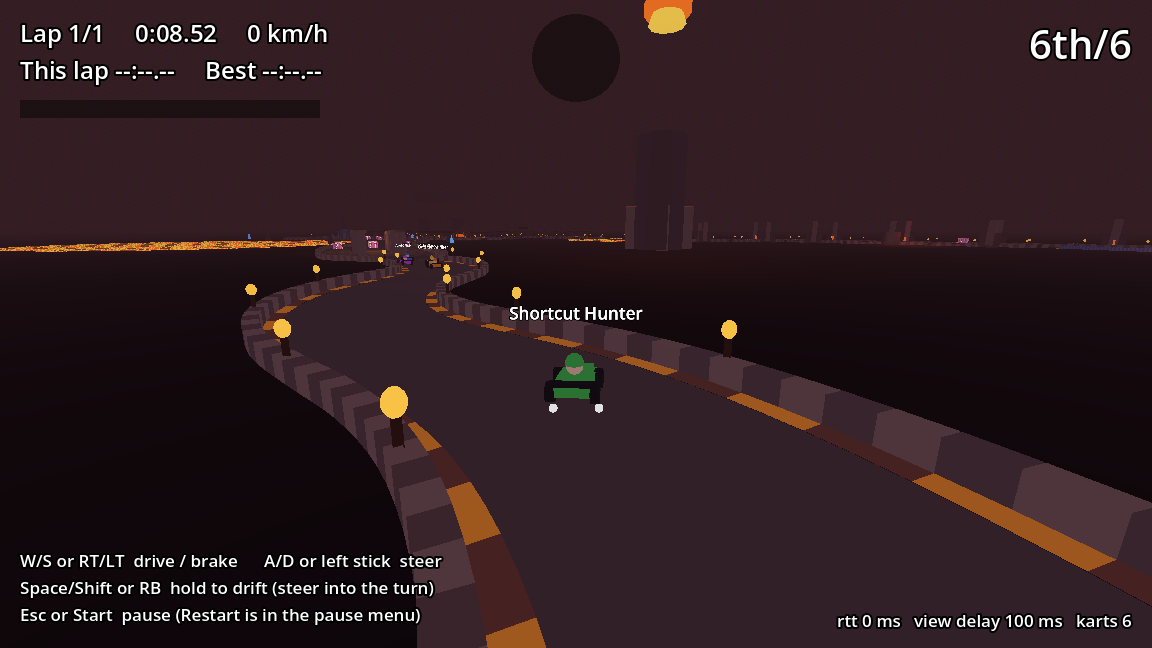 Lap 1/1 0:08.52 0 km/h
6th/6
This lap --:--.-- Best --:--.--
Shortcut Hunter
W/S or RT/LT drive / brake A/D or left stick steer
Space/Shift or RB hold to drift (steer into the turn)
Esc or Start pause (Restart is in the pause menu)
rtt 0 ms view delay 100 ms karts 6